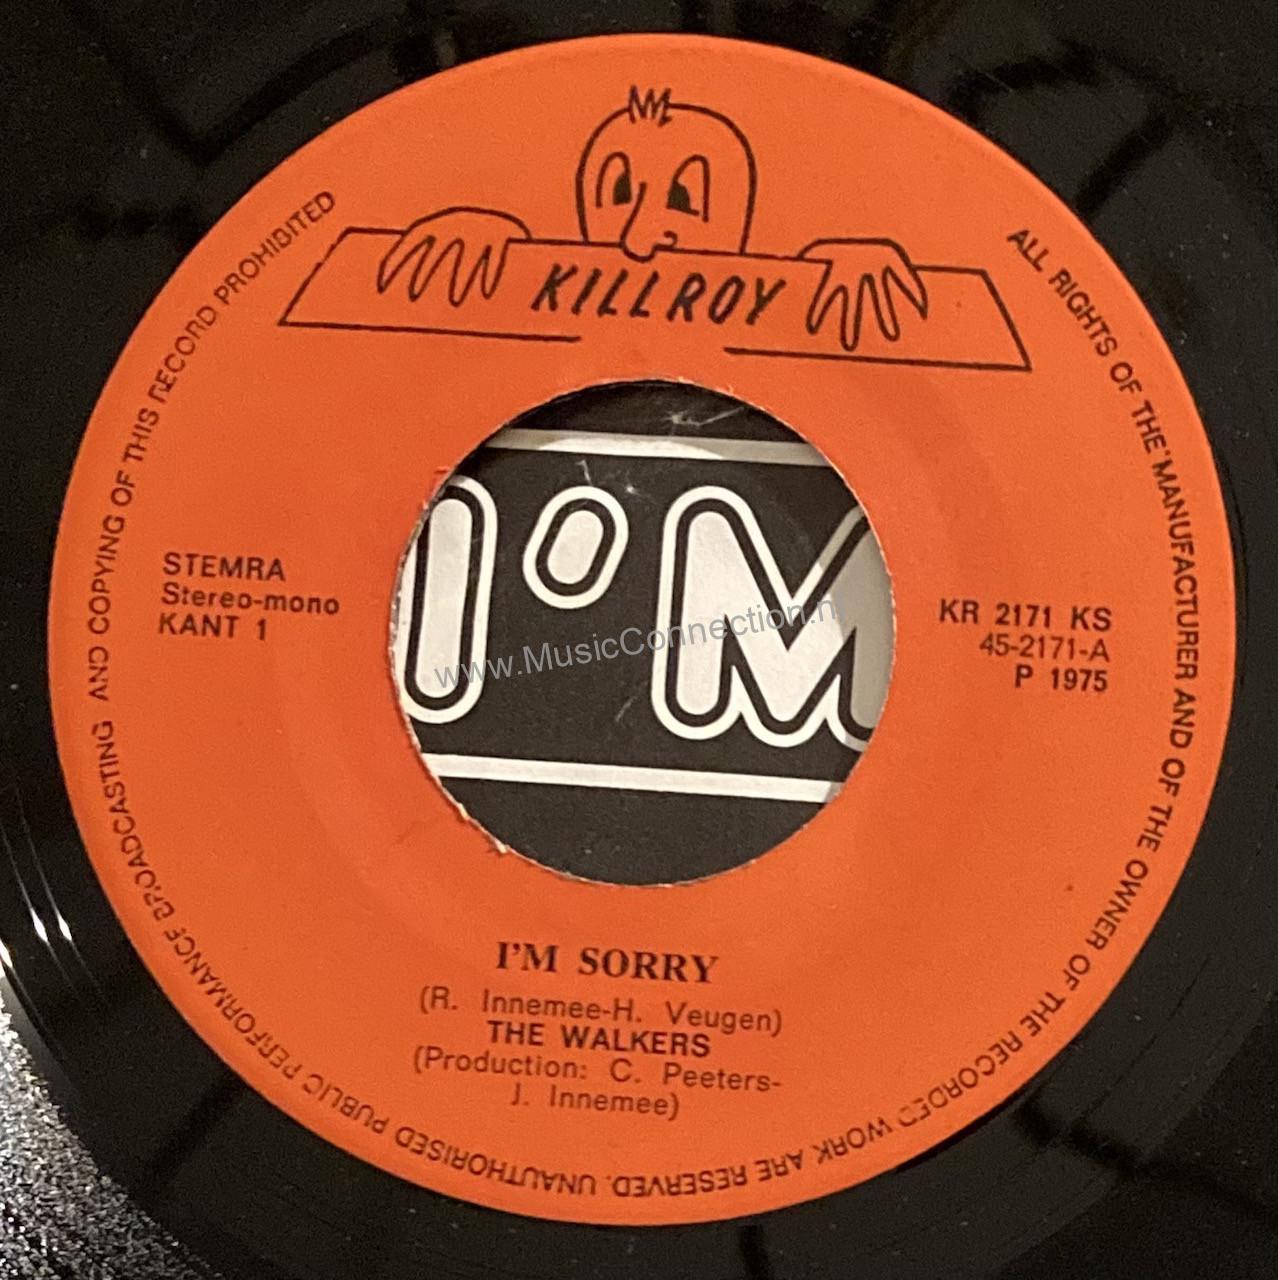 KILLROY
UNAUTHORISED PUBLIC PERFORMANCE BROADCASTING AND COPYING OF THIS RECORD PROHIBITED
ALL RIGHTS OF THE MANUFACTURER AND OF THE OWNER OF THE RECORDED WORK ARE RESERVED.
STEMRA
Stereo-mono
KANT 1
I'M
www.MusicConnection.nl
KR 2171 KS
45-2171-A
P 1975
I'M SORRY
(R. Innemee-H. Veugen)
THE WALKERS
(Production: C. Peeters-
J. Innemee)